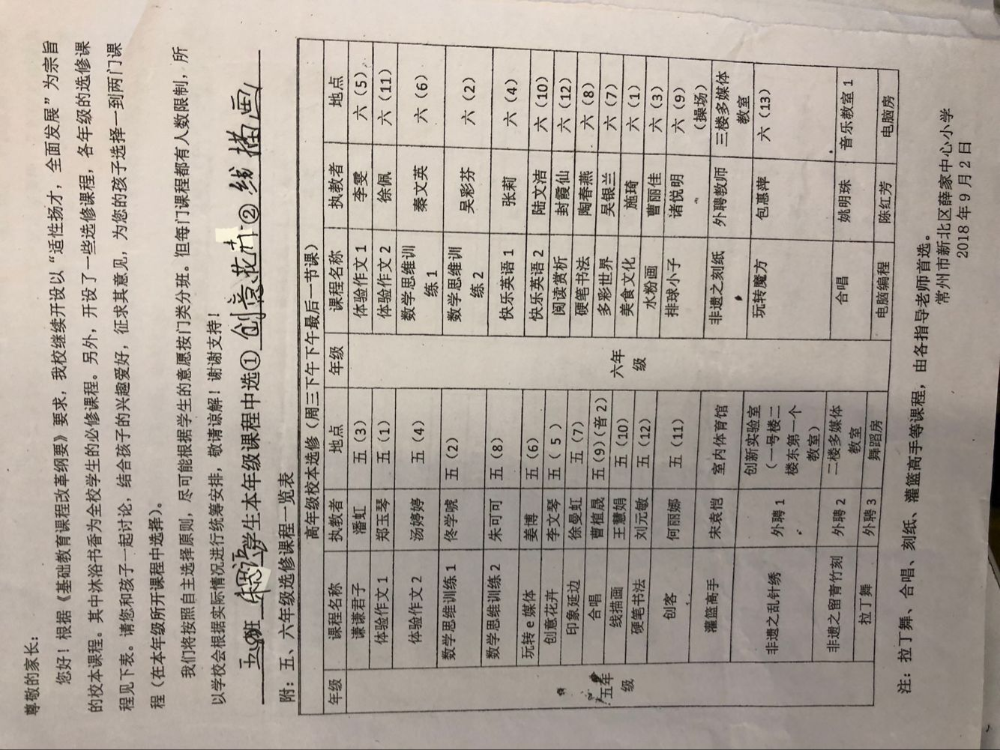 尊敬的家长：
您好！根据《基础教育课程改革纲要》要求，我校继续开设以“适性扬才，全面发展”为宗旨
的校本课程。其中沐浴书香为全校学生的必修课程。另外，开设了一些选修课程，各年级的选修课
程见下表。请您和孩子一起讨论，结合孩子的兴趣爱好，征求其意见，为您的孩子选择一到两门课
程（在本年级所开课程中选择）。
我们将按照自主选择原则，尽可能根据学生的意愿按门类分班。但每门课程都有人数限制，所
以学校会根据实际情况进行统筹安排，敬请谅解！谢谢支持！
班 学生本年级课程中选① 创意花卉 ② 线描画
附：五、六年级选修课程一览表
高年级校本选修（周三下午下午最后一节课）
年级 课程名称 执教者 地点 年级 课程名称 执教者 地点
五年级 谦谦君子 潘虹 五（3） 六年级 体验作文1 李雯 六（5）
体验作文1 郑玉琴 五（1） 体验作文2 徐佩 六（11）
体验作文2 汤婷婷 五（4） 数学思维训练1 秦文英 六（6）
数学思维训练1 佟学唬 五（2） 数学思维训练2 吴彩芬 六（2）
数学思维训练2 朱可可 五（8） 快乐英语1 张莉 六（4）
玩转e媒体 姜博 五（6） 快乐英语2 陆文洁 六（10）
创意花卉 李文琴 五（5） 阅读赏析 封霞仙 六（12）
印象延边 徐曼虹 五（7） 硬笔书法 陶春燕 六（8）
合唱 曹植晟 五（9）（音2） 多彩世界 吴银兰 六（7）
线描画 王慧娟 五（10） 美食文化 施琦 六（1）
硬笔书法 刘元敏 五（12） 水粉画 曹丽佳 六（3）
创客 何丽娜 五（11） 排球小子 诸悦明 六（9）（操场）
灌篮高手 宋袁恺 室内体育馆 非遗之刻纸 外聘教师 三楼多媒体教室
非遗之乱针绣 外聘1 创新实验室（一号楼二楼东第一个教室） 玩转魔方 包惠萍 六（13）
非遗之留青竹刻 外聘2 二楼多媒体教室 合唱 姚明珠 音乐教室1
拉丁舞 外聘3 舞蹈房 电脑编程 陈红芳 电脑房
注：拉丁舞、合唱、刻纸、灌篮高手等课程，由各指导老师首选。
常州市新北区薛家中心小学
2018年9月2日